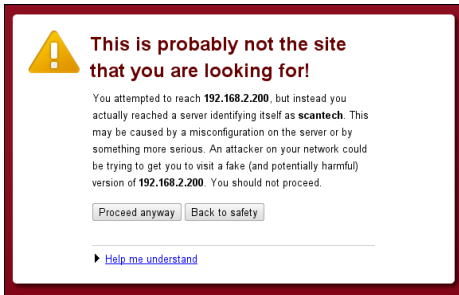 This is probably not the site
that you are looking for!
You attempted to reach 192.168.2.200, but instead you
actually reached a server identifying itself as scantech. This
may be caused by a misconfiguration on the server or by
something more serious. An attacker on your network could
be trying to get you to visit a fake (and potentially harmful)
version of 192.168.2.200. You should not proceed.
Proceed anyway Back to safety
Help me understand